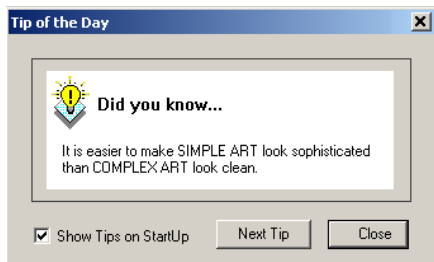 Tip of the Day
Did you know...
It is easier to make SIMPLE ART look sophisticated
than COMPLEX ART look clean.
Show Tips on StartUp
Next Tip
Close